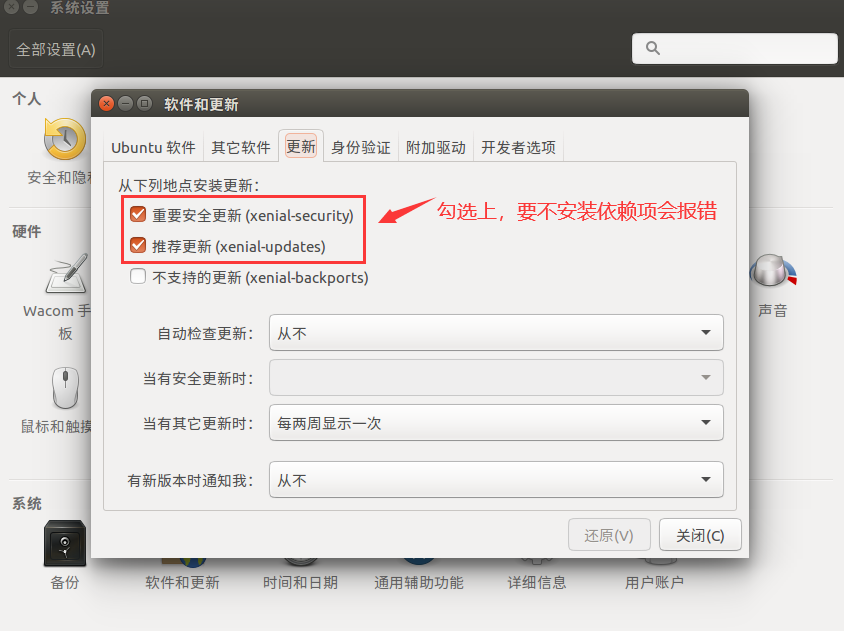 系统设置
全部设置(A)
个人
安全和隐
硬件
Wacom 手
板
鼠标和触
系统
备份
软件和更新
时间和日期
通用辅助功能
详细信息
用户账户
声音
软件和更新
Ubuntu 软件
其它软件
更新
身份验证
附加驱动
开发者选项
从下列地点安装更新：
重要安全更新 (xenial-security)
推荐更新 (xenial-updates)
不支持的更新 (xenial-backports)
勾选上，要不安装依赖项会报错
自动检查更新：
从不
当有安全更新时：
当有其它更新时：
每两周显示一次
有新版本时通知我：
从不
还原(V)
关闭(C)